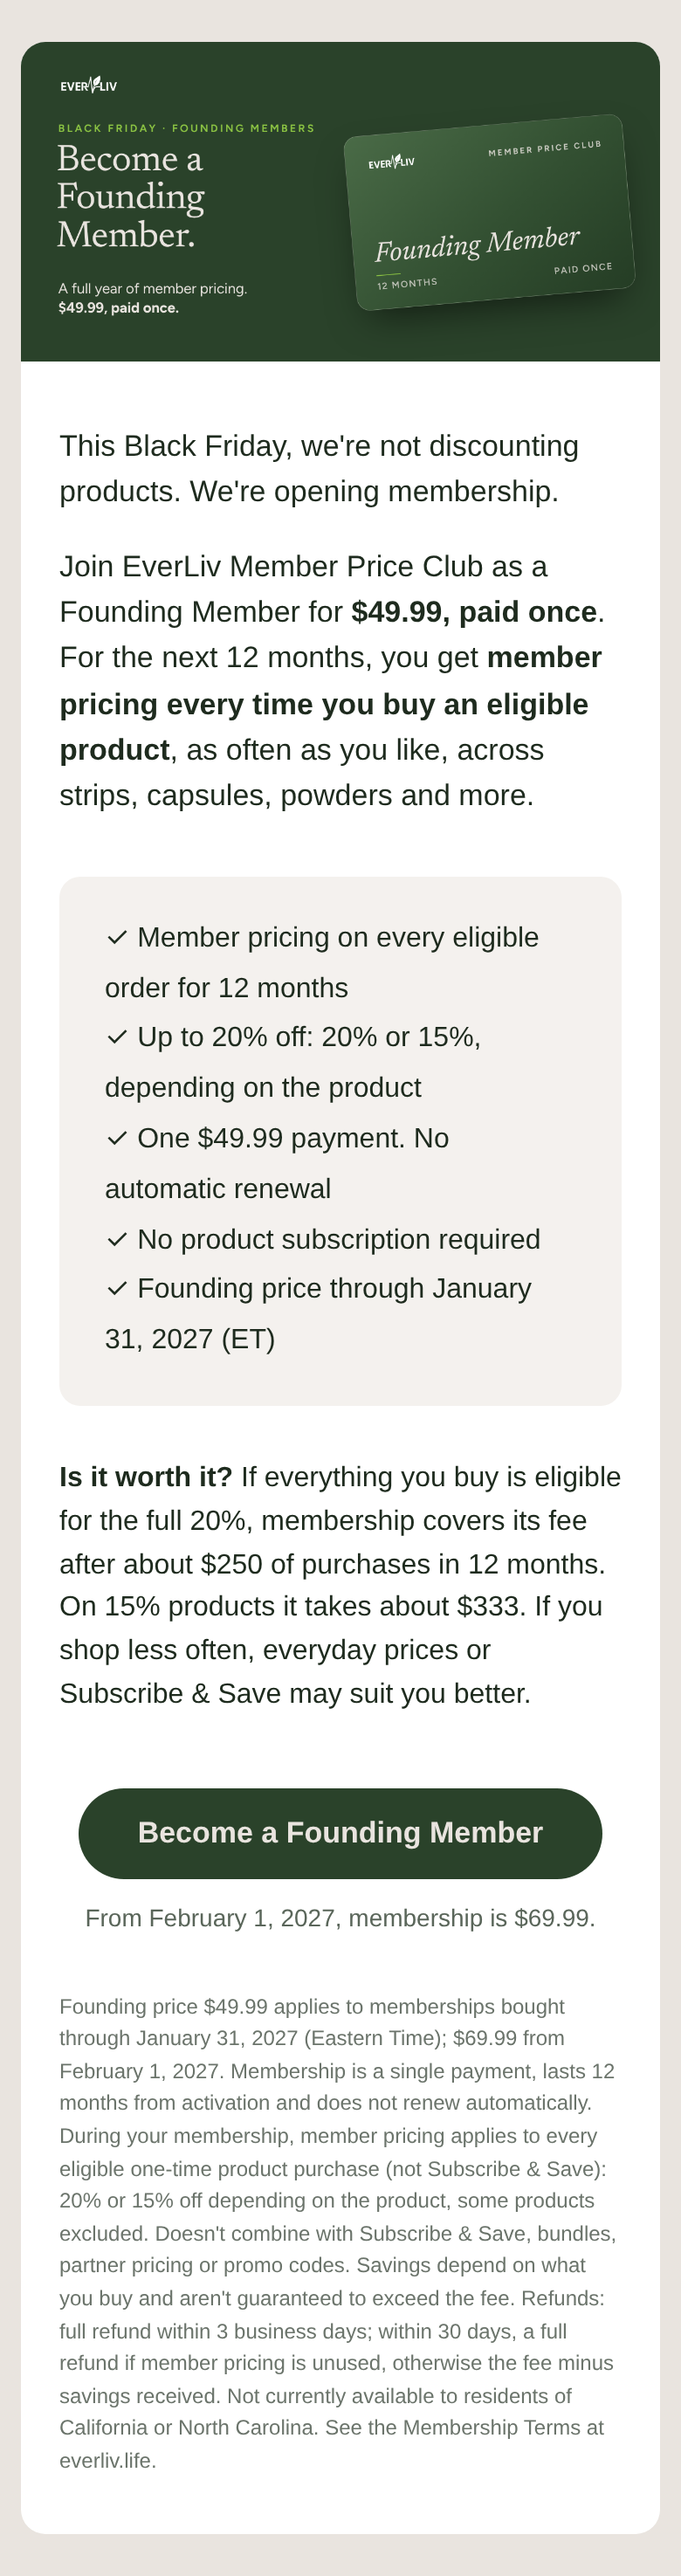 EVERLIV
BLACK FRIDAY · FOUNDING MEMBERS
Become a
Founding
Member.
A full year of member pricing.
$49.99, paid once.
EVERLIV
MEMBER PRICE CLUB
Founding Member
12 MONTHS
PAID ONCE
This Black Friday, we're not discounting
products. We're opening membership.
Join EverLiv Member Price Club as a
Founding Member for $49.99, paid once.
For the next 12 months, you get member
pricing every time you buy an eligible
product, as often as you like, across
strips, capsules, powders and more.
✓ Member pricing on every eligible
order for 12 months
✓ Up to 20% off: 20% or 15%,
depending on the product
✓ One $49.99 payment. No
automatic renewal
✓ No product subscription required
✓ Founding price through January
31, 2027 (ET)
Is it worth it? If everything you buy is eligible
for the full 20%, membership covers its fee
after about $250 of purchases in 12 months.
On 15% products it takes about $333. If you
shop less often, everyday prices or
Subscribe & Save may suit you better.
Become a Founding Member
From February 1, 2027, membership is $69.99.
Founding price $49.99 applies to memberships bought
through January 31, 2027 (Eastern Time); $69.99 from
February 1, 2027. Membership is a single payment, lasts 12
months from activation and does not renew automatically.
During your membership, member pricing applies to every
eligible one-time product purchase (not Subscribe & Save):
20% or 15% off depending on the product, some products
excluded. Doesn't combine with Subscribe & Save, bundles,
partner pricing or promo codes. Savings depend on what
you buy and aren't guaranteed to exceed the fee. Refunds:
full refund within 3 business days; within 30 days, a full
refund if member pricing is unused, otherwise the fee minus
savings received. Not currently available to residents of
California or North Carolina. See the Membership Terms at
everliv.life.